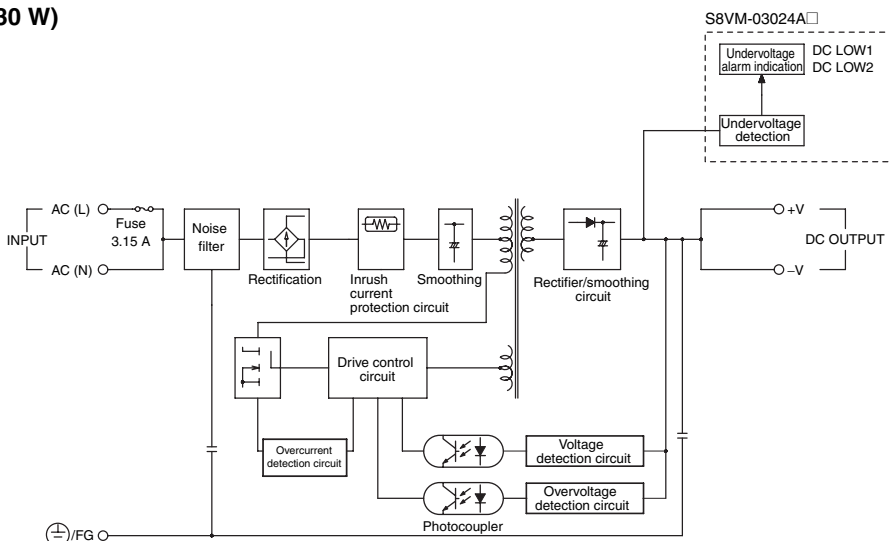 30 W)
S8VM-03024A□
Undervoltage
alarm indication
DC LOW1
DC LOW2
Undervoltage
detection
AC (L)
Fuse
3.15 A
INPUT
AC (N)
Noise
filter
Rectification
Inrush
current
protection circuit
Smoothing
Rectifier/smoothing
circuit
+V
DC OUTPUT
–V
Drive control
circuit
Overcurrent
detection circuit
Voltage
detection circuit
Overvoltage
detection circuit
Photocoupler
/FG